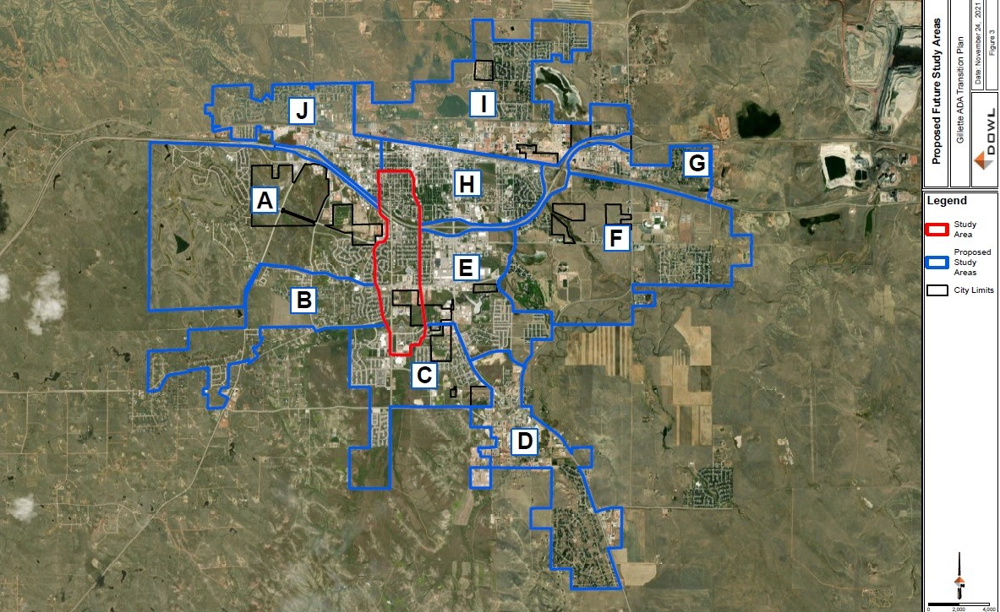 J
I
G
H
A
F
E
B
C
D
Proposed Future Study Areas
Gillette ADA Transition Plan
Date: November 24, 2021
Figure 3
DOWL
Legend
Study
Area
Proposed
Study
Areas
City Limits
0 2,000 4,000